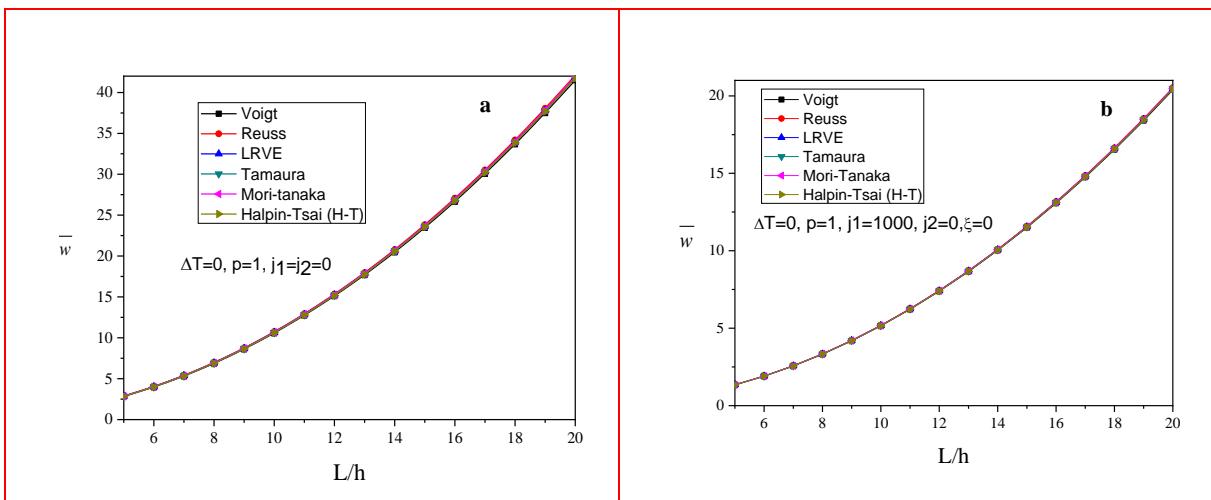 a
Voigt
Reuss
LRVE
Tamaura
Mori-tanaka
Halpin-Tsai (H-T)
ΔT=0, p=1, j1=j2=0
w̅
40
35
30
25
20
15
10
5
0
6 8 10 12 14 16 18 20
L/h
b
Voigt
Reuss
LRVE
Tamaura
Mori-Tanaka
Halpin-Tsai (H-T)
ΔT=0, p=1, j1=1000, j2=0,ξ=0
w̅
20
15
10
5
0
6 8 10 12 14 16 18 20
L/h